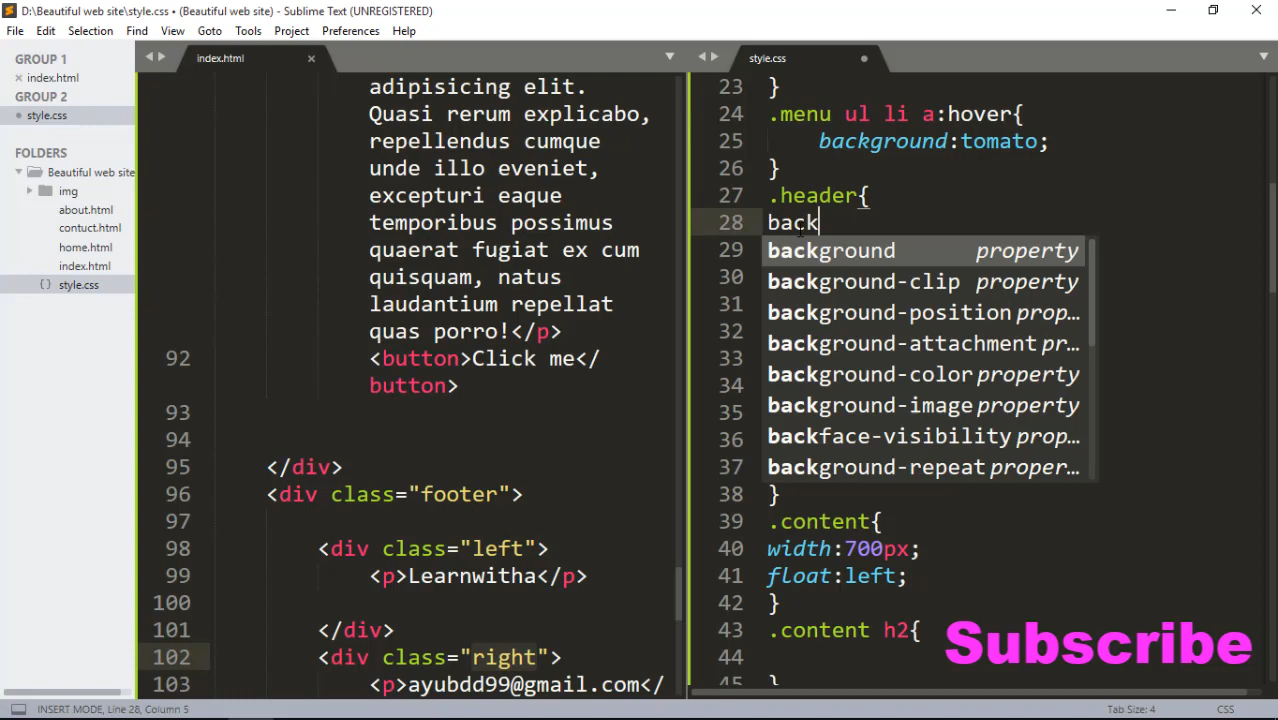 D:\Beautiful web site\style.css • (Beautiful web site) - Sublime Text (UNREGISTERED)
File Edit Selection Find View Goto Tools Project Preferences Help
GROUP 1
index.html
GROUP 2
style.css
FOLDERS
Beautiful web site
img
about.html
contuct.html
home.html
index.html
style.css
index.html
adipisicing elit.
Quasi rerum explicabo,
repellendus cumque
unde illo eveniet,
excepturi eaque
temporibus possimus
quaerat fugiat ex cum
quisquam, natus
laudantium repellat
quas porro!</p>
92 <button>Click me</
button>
93
94
95 </div>
96 <div class="footer">
97
98 <div class="left">
99 <p>Learnwitha</p>
100
101 </div>
102 <div class="right">
103 <p>ayubdd99@gmail.com</
style.css
23 }
24 .menu ul li a:hover{
25 background:tomato;
26 }
27 .header{
28 back
29
30
31
32
33
34
35
36
37
background property
background-clip property
background-position prop…
background-attachment pr…
background-color property
background-image property
backface-visibility prop…
background-repeat proper…
38 }
39 .content{
40 width:700px;
41 float:left;
42 }
43 .content h2{
44
45 }
Subscribe
INSERT MODE, Line 28, Column 5
Tab Size: 4
CSS